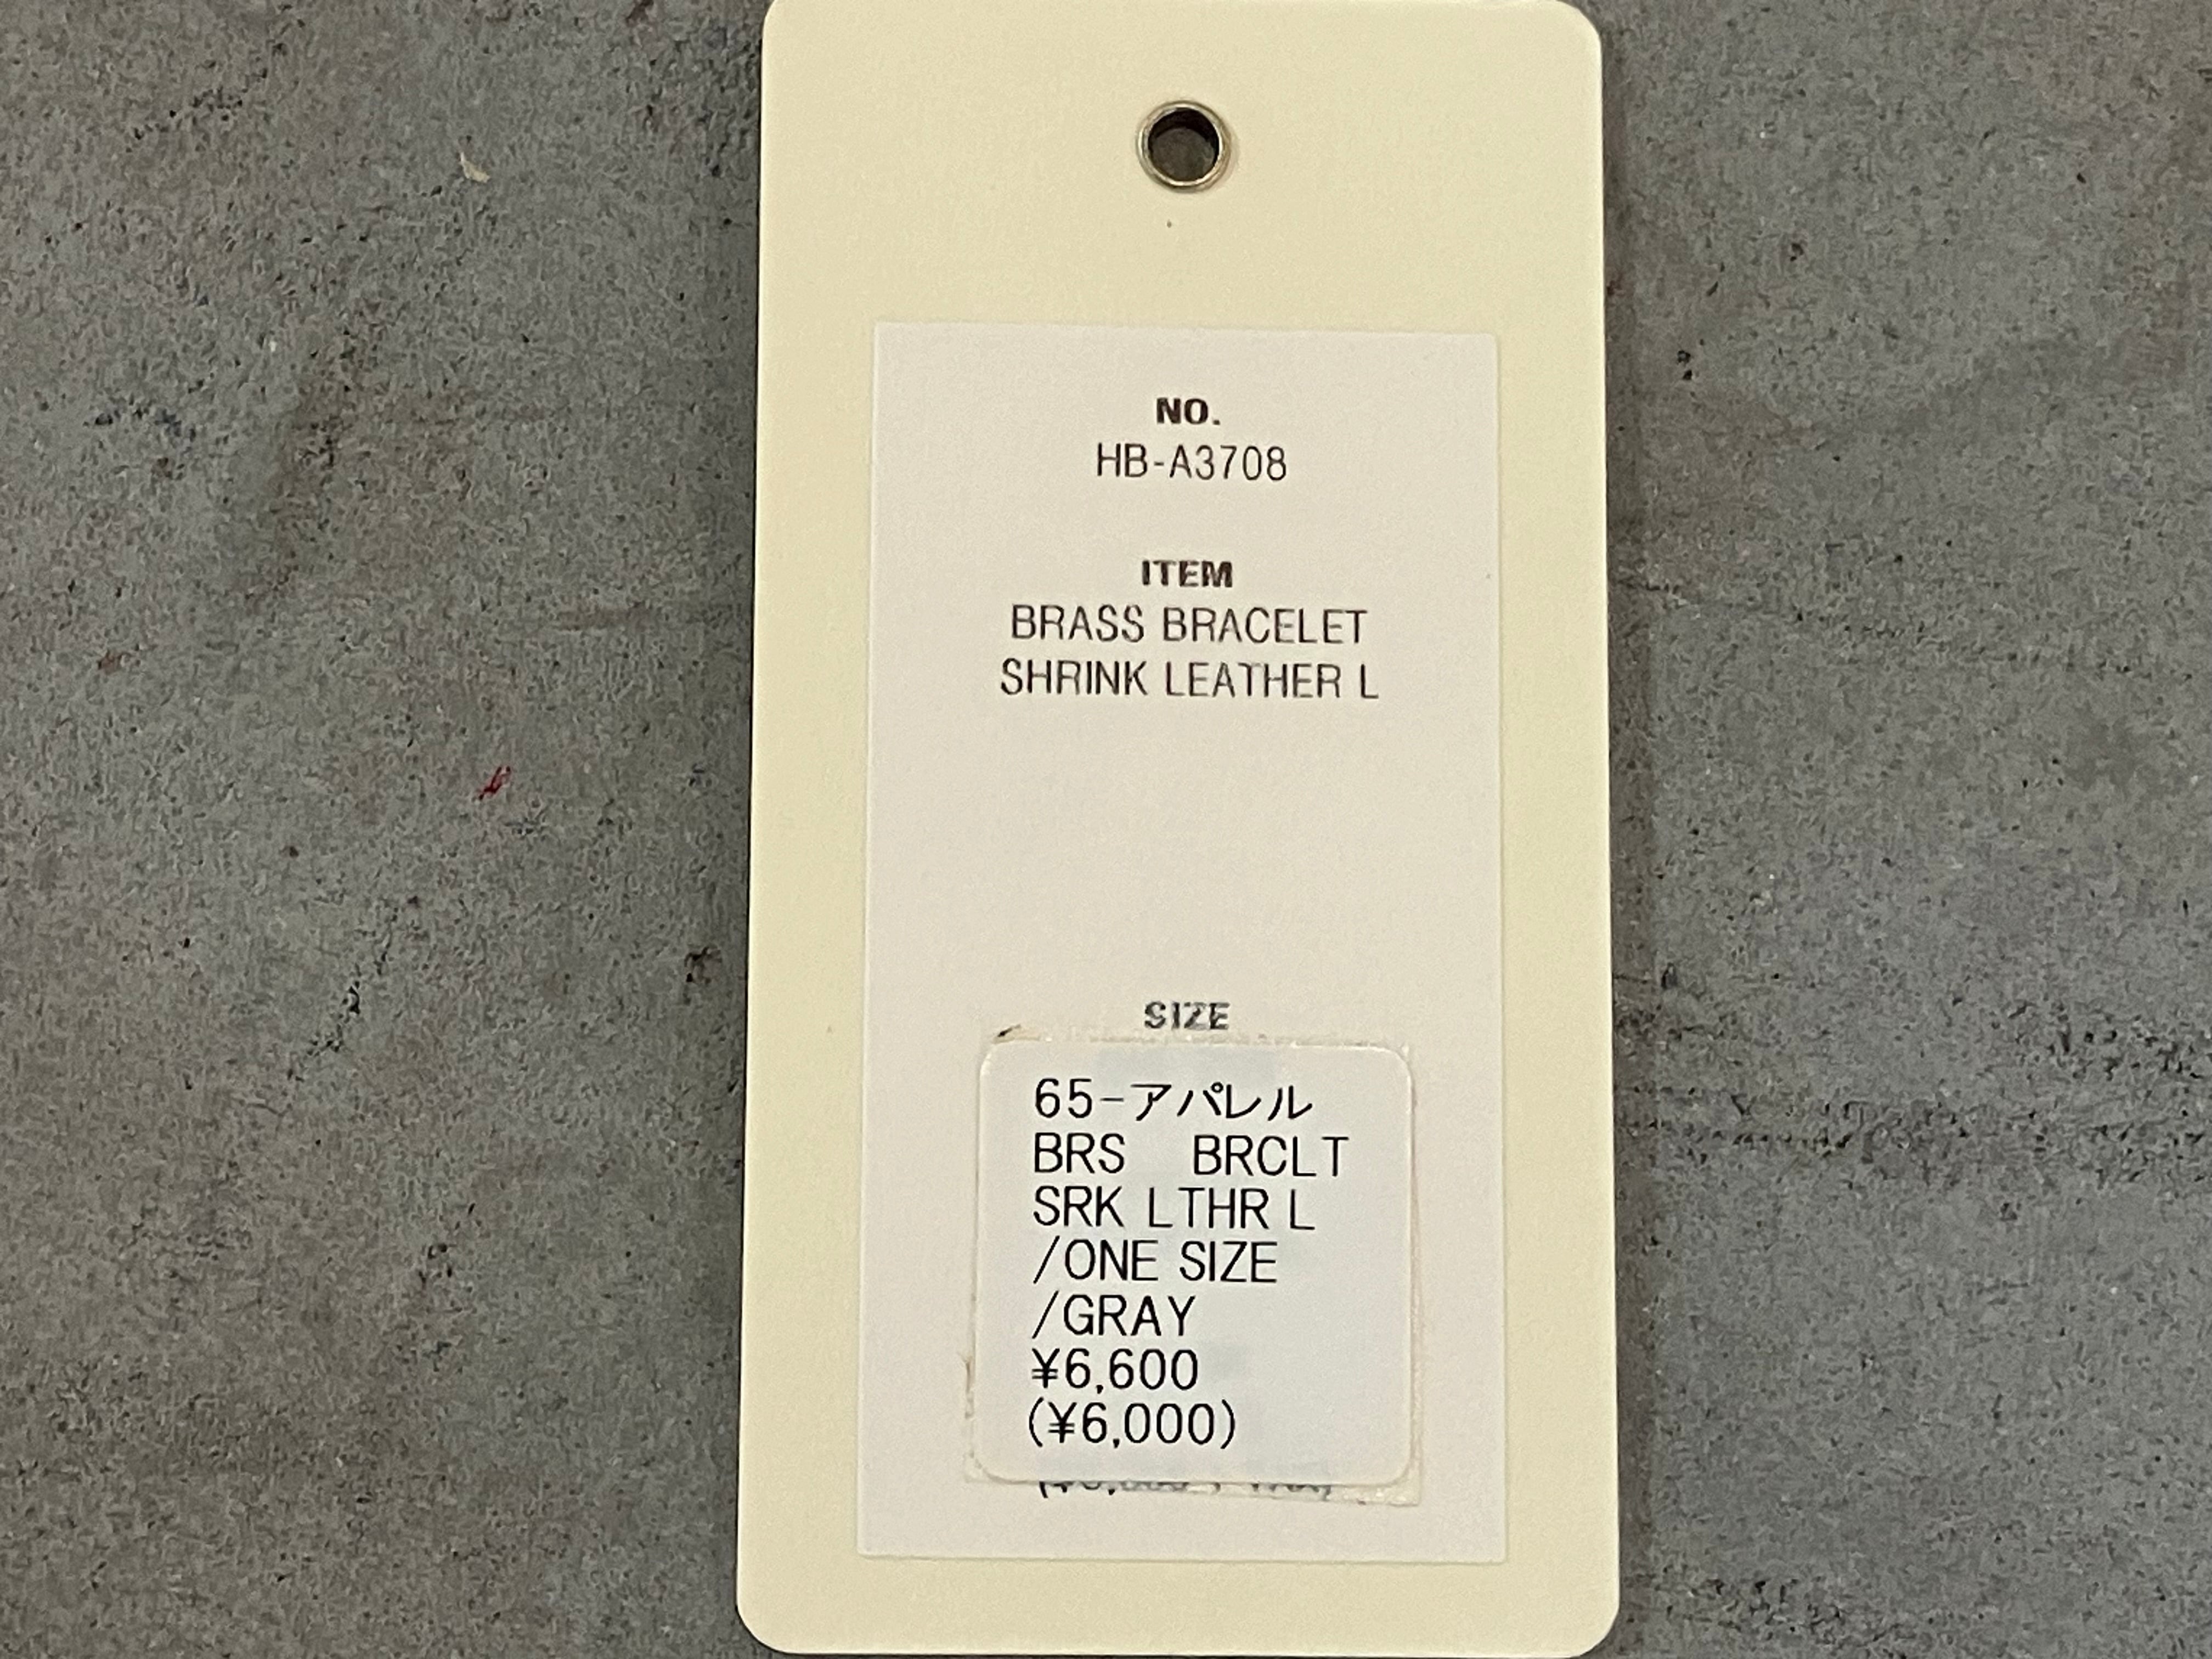 NO.
HB-A3708
ITEM
BRASS BRACELET
SHRINK LEATHER L
SIZE
65-アパレル
BRS BRCLT
SRK LTHR L
/ONE SIZE
/GRAY
¥6,600
(¥6,000)